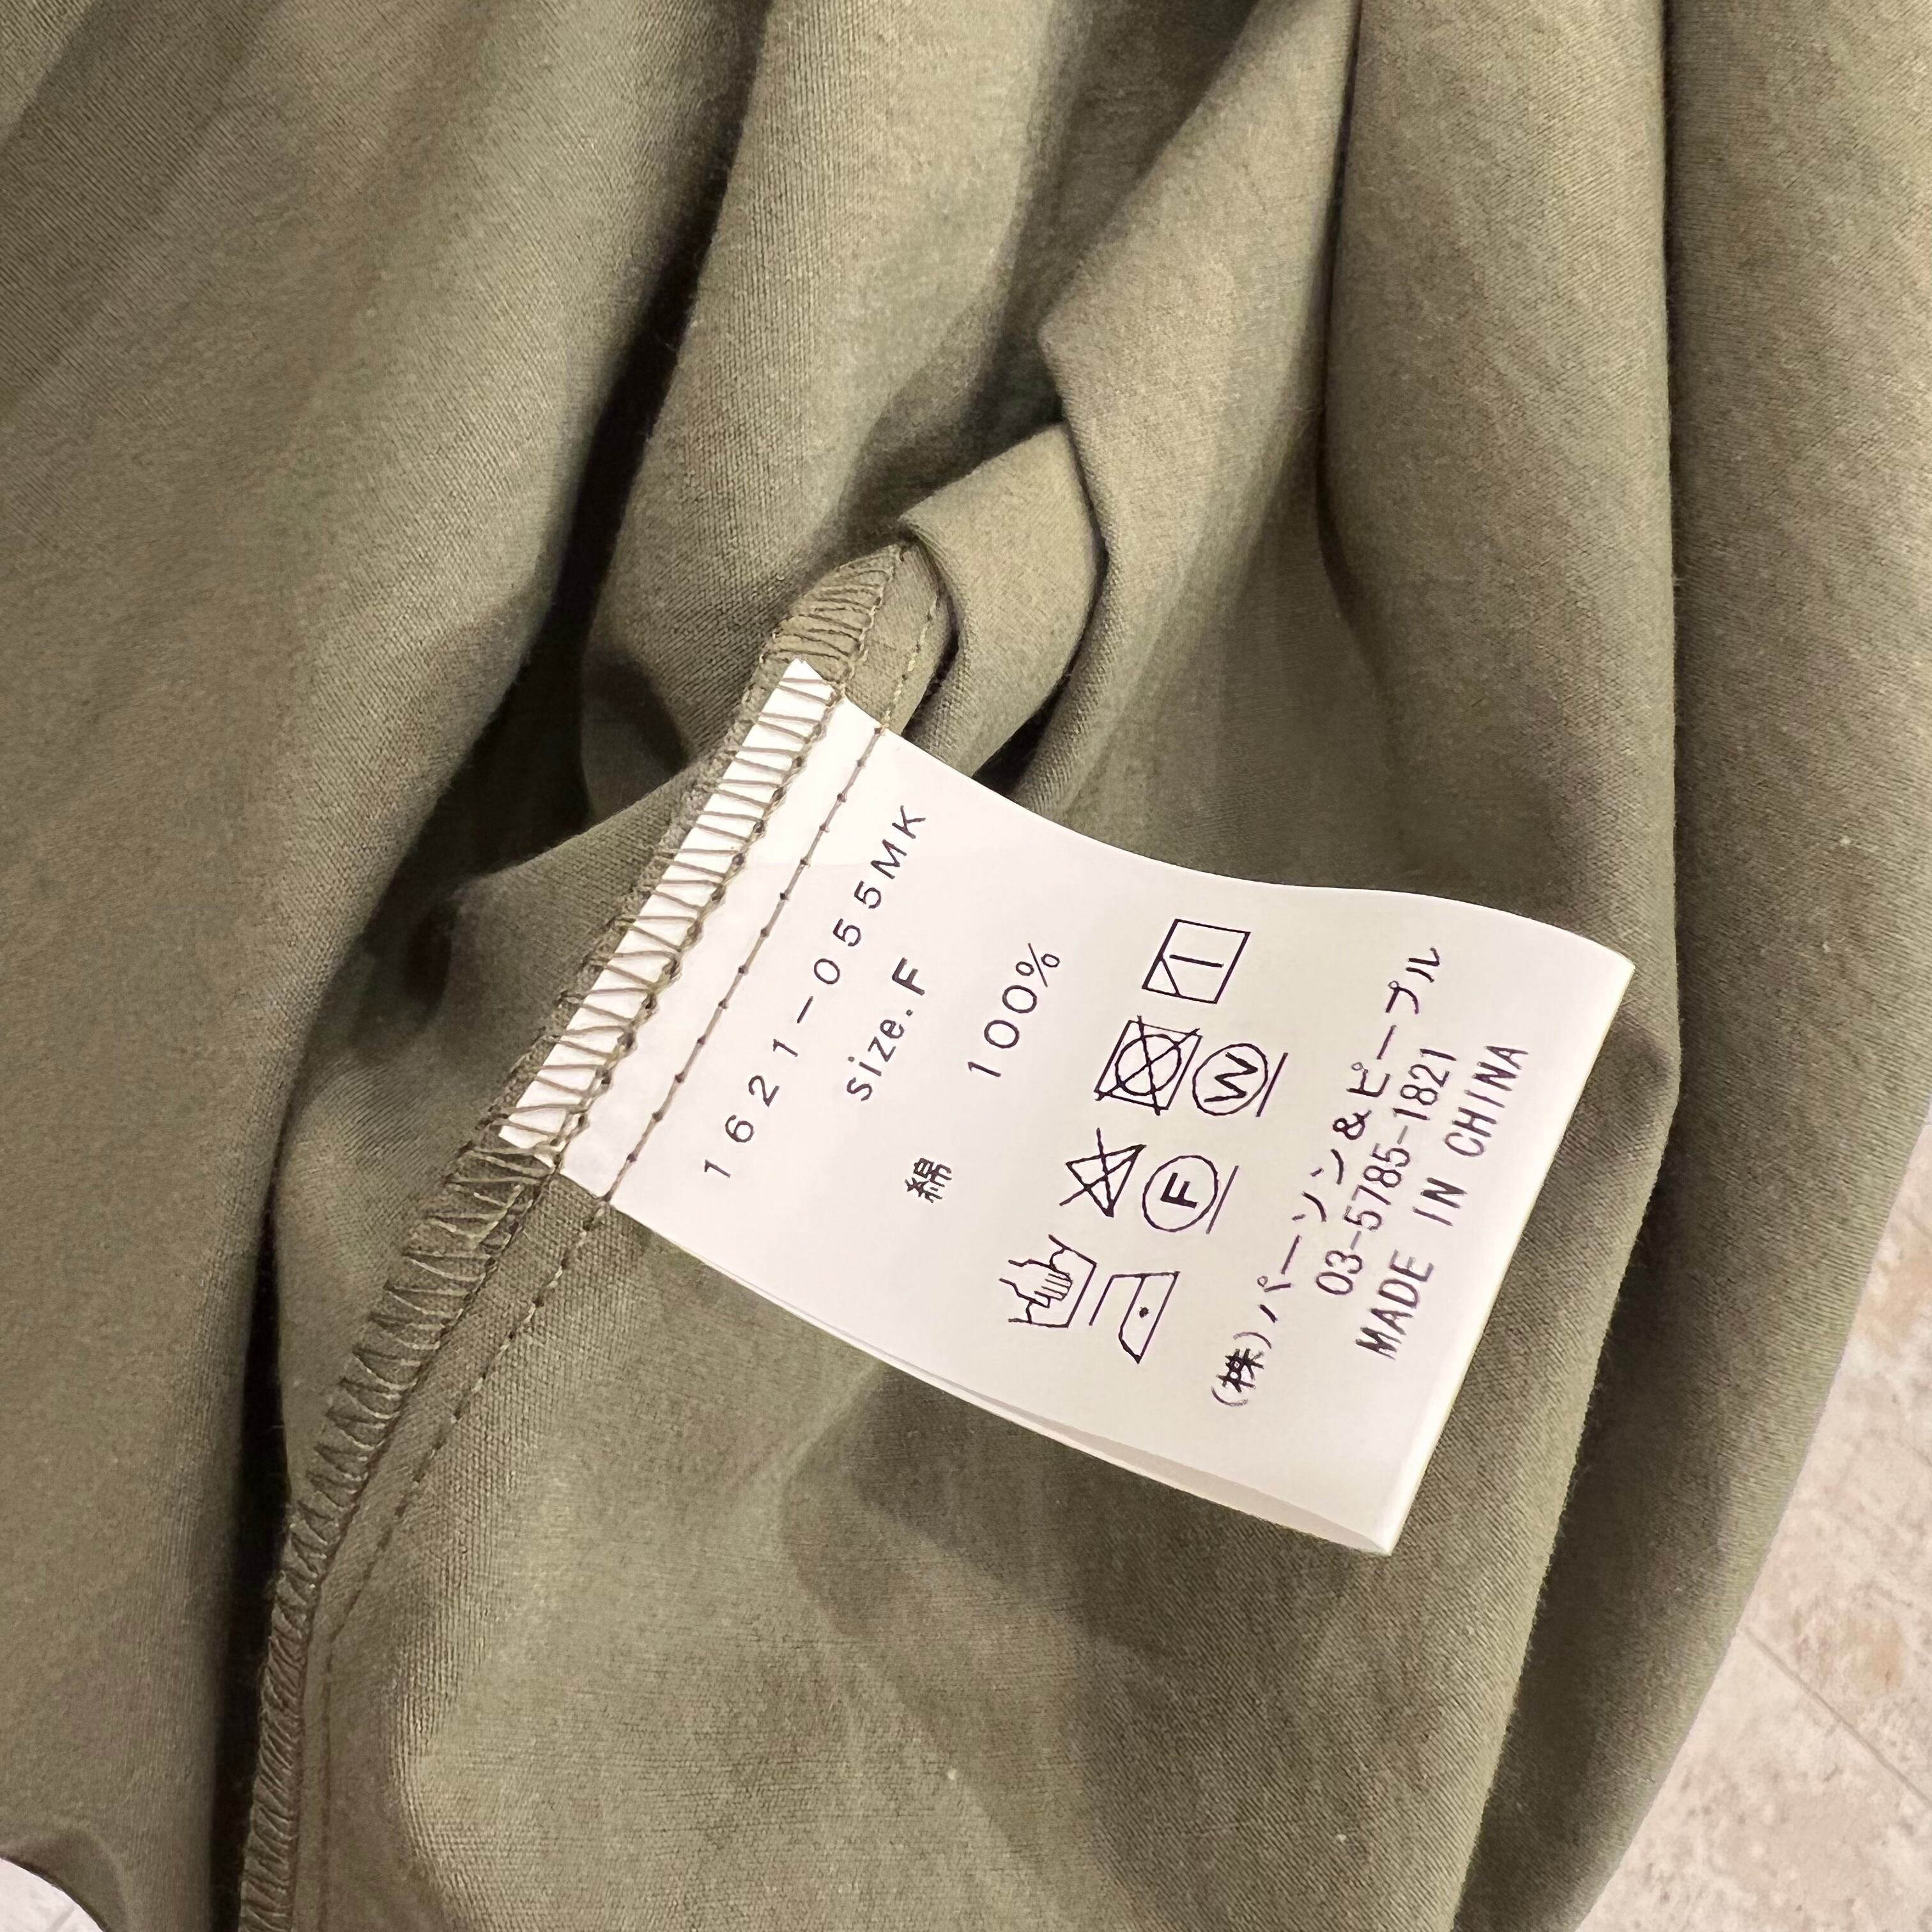 1621-055MK
size.F
綿 100%
W
F
(株)パーソン&ピープル
03-5785-1821
MADE IN CHINA